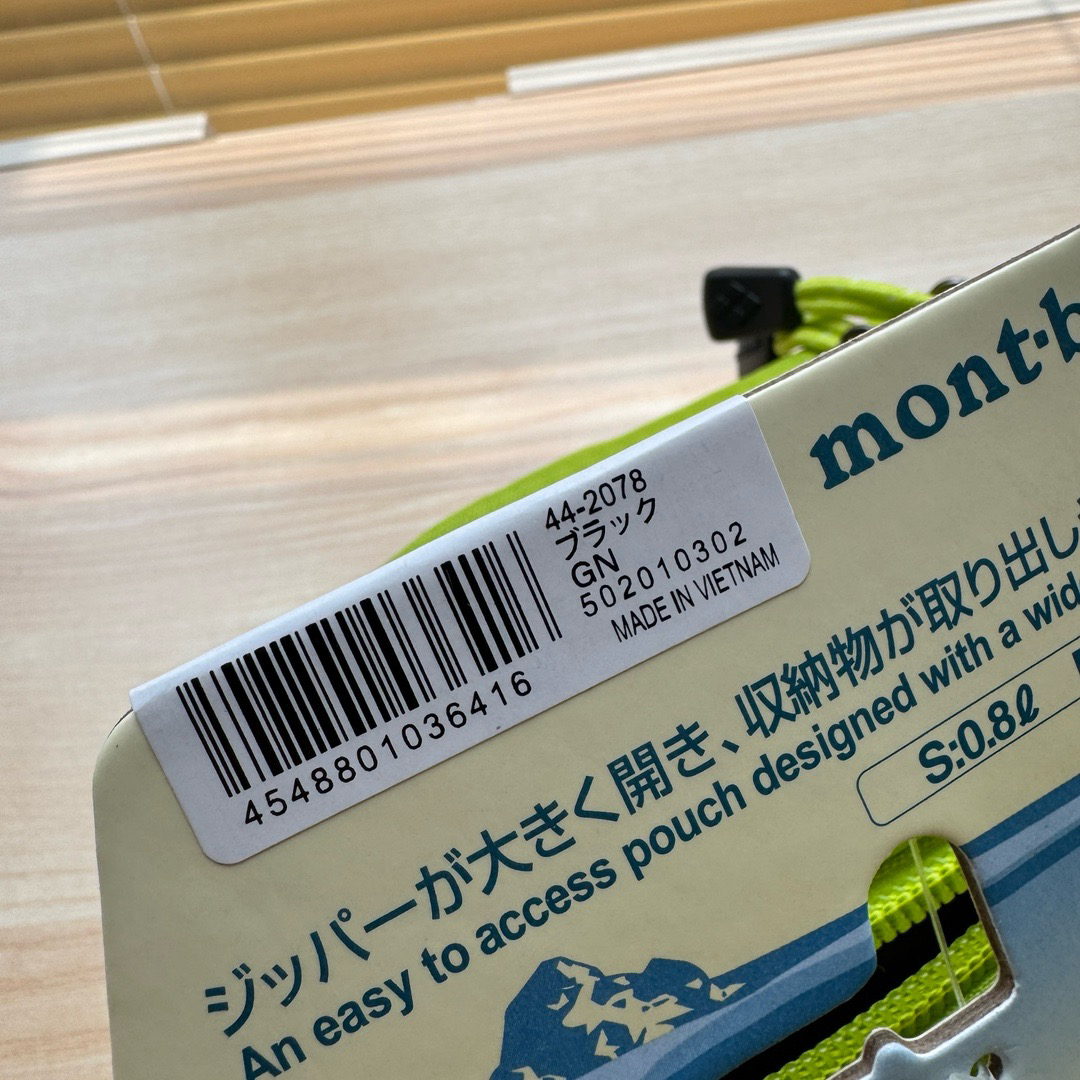 mont·b
44-2078
ブラック
GN
502010302
MADE IN VIETNAM
4548801036416
ジッパーが大きく開き、収納物が取り出し
An easy to access pouch designed with a wid
S:0.8ℓ